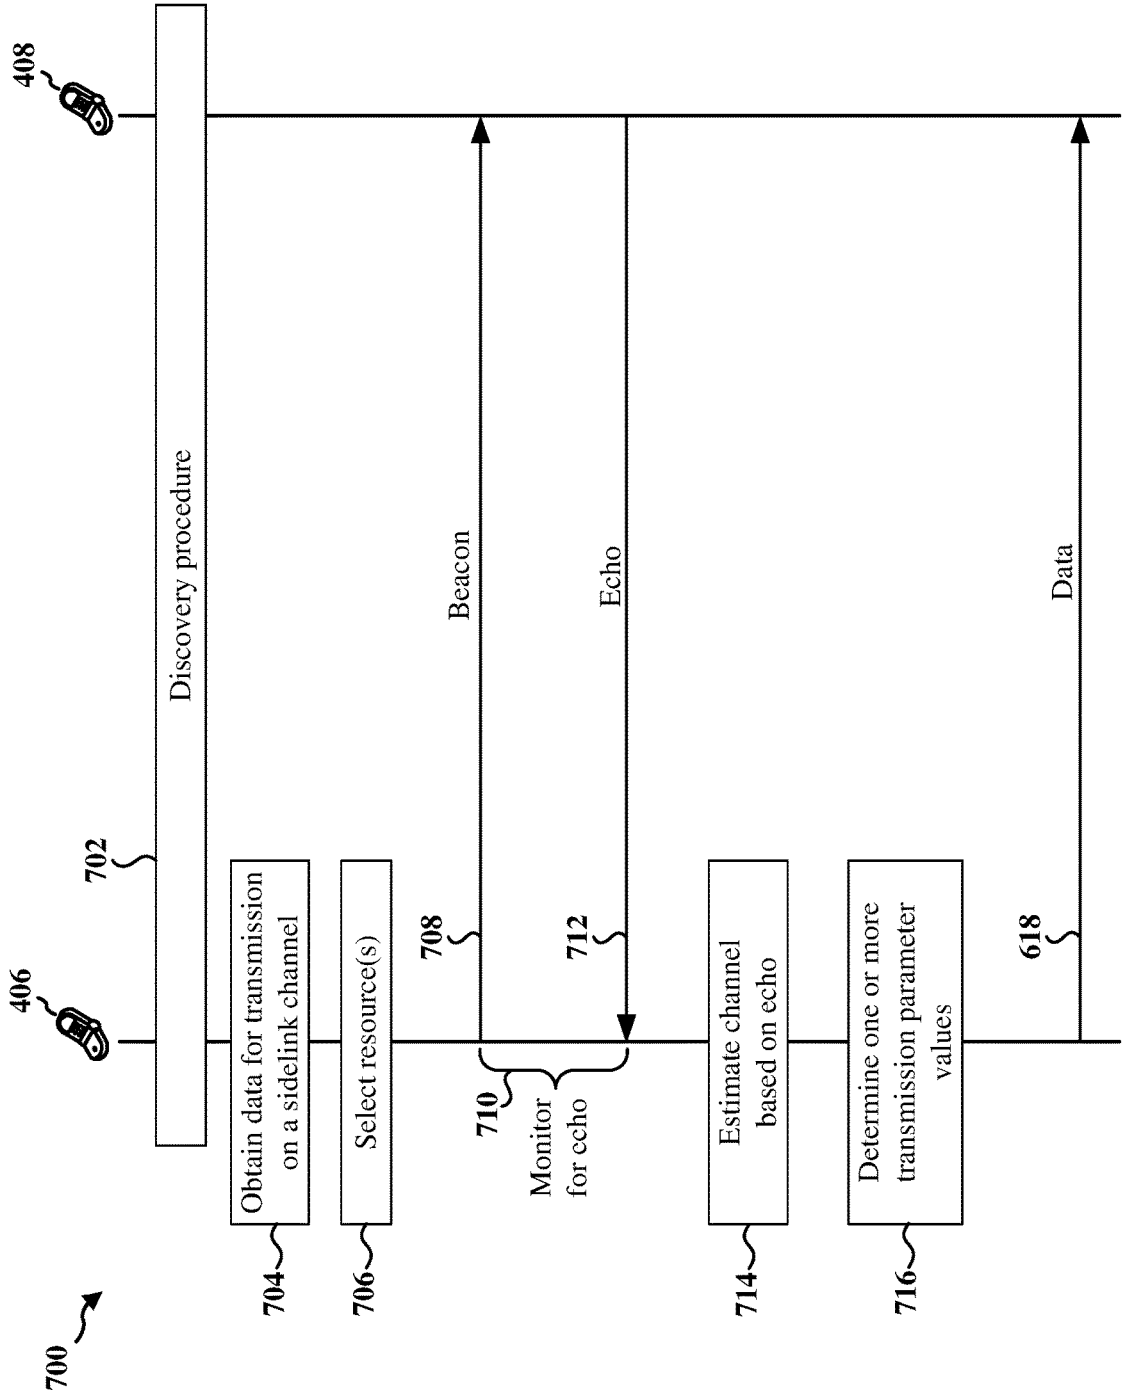 700
406
408
702
Discovery procedure
704
Obtain data for transmission
on a sidelink channel
706
Select resource(s)
708
Beacon
710
Monitor
for ccho
712
Echo
714
Estimate channel
based on echo
716
Determine one or more
transmission parameter
values
618
Data